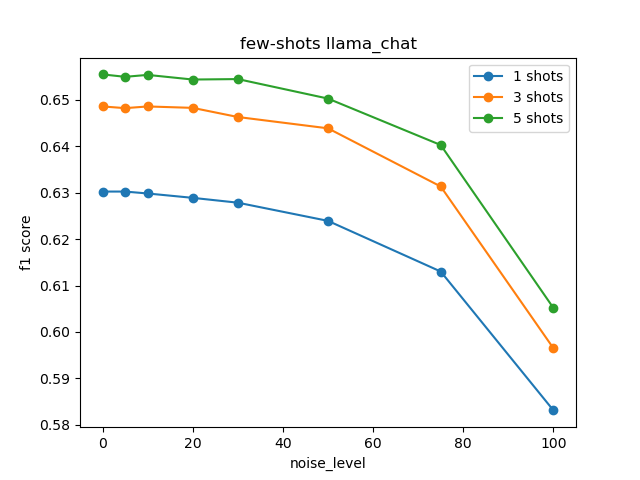 few-shots llama_chat
1 shots
3 shots
5 shots
f1 score
0.65
0.64
0.63
0.62
0.61
0.60
0.59
0.58
0 20 40 60 80 100
noise_level